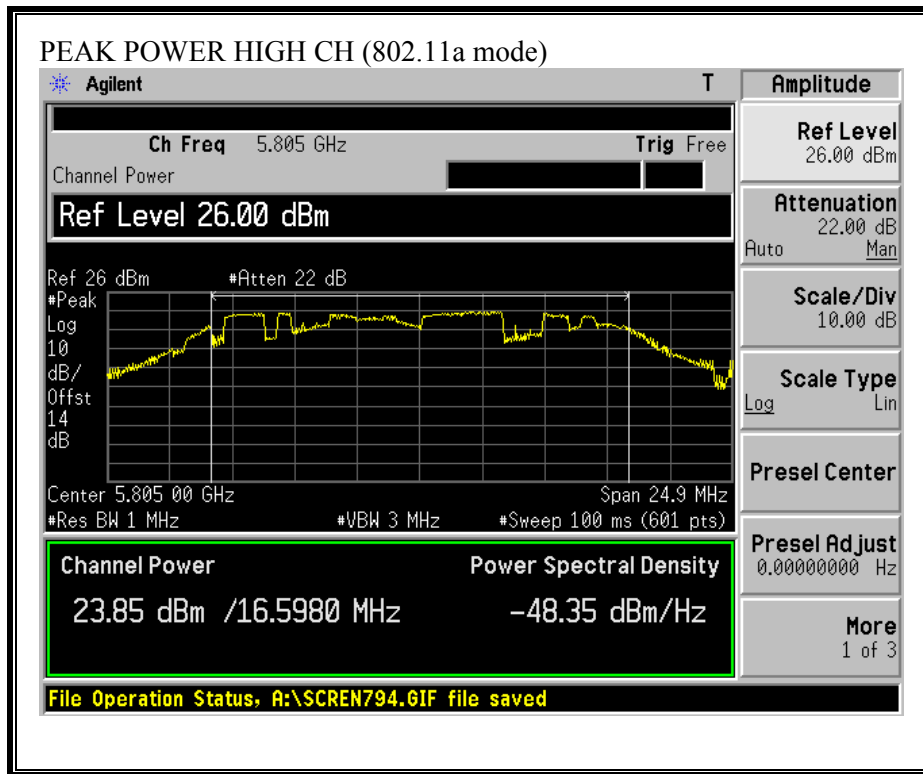 PEAK POWER HIGH CH (802.11a mode)
Agilent T
Ch Freq 5.805 GHz Trig Free
Channel Power
Ref Level 26.00 dBm
Ref 26 dBm #Atten 22 dB
#Peak
Log
10
dB/
Offst
14
dB
Center 5.805 00 GHz Span 24.9 MHz
#Res BW 1 MHz #VBW 3 MHz #Sweep 100 ms (601 pts)
Channel Power Power Spectral Density
23.85 dBm /16.5980 MHz -48.35 dBm/Hz
File Operation Status, A:\SCREN794.GIF file saved
Amplitude
Ref Level
26.00 dBm
Attenuation
22.00 dB
Auto Man
Scale/Div
10.00 dB
Scale Type
Log Lin
Presel Center
Presel Adjust
0.00000000 Hz
More
1 of 3